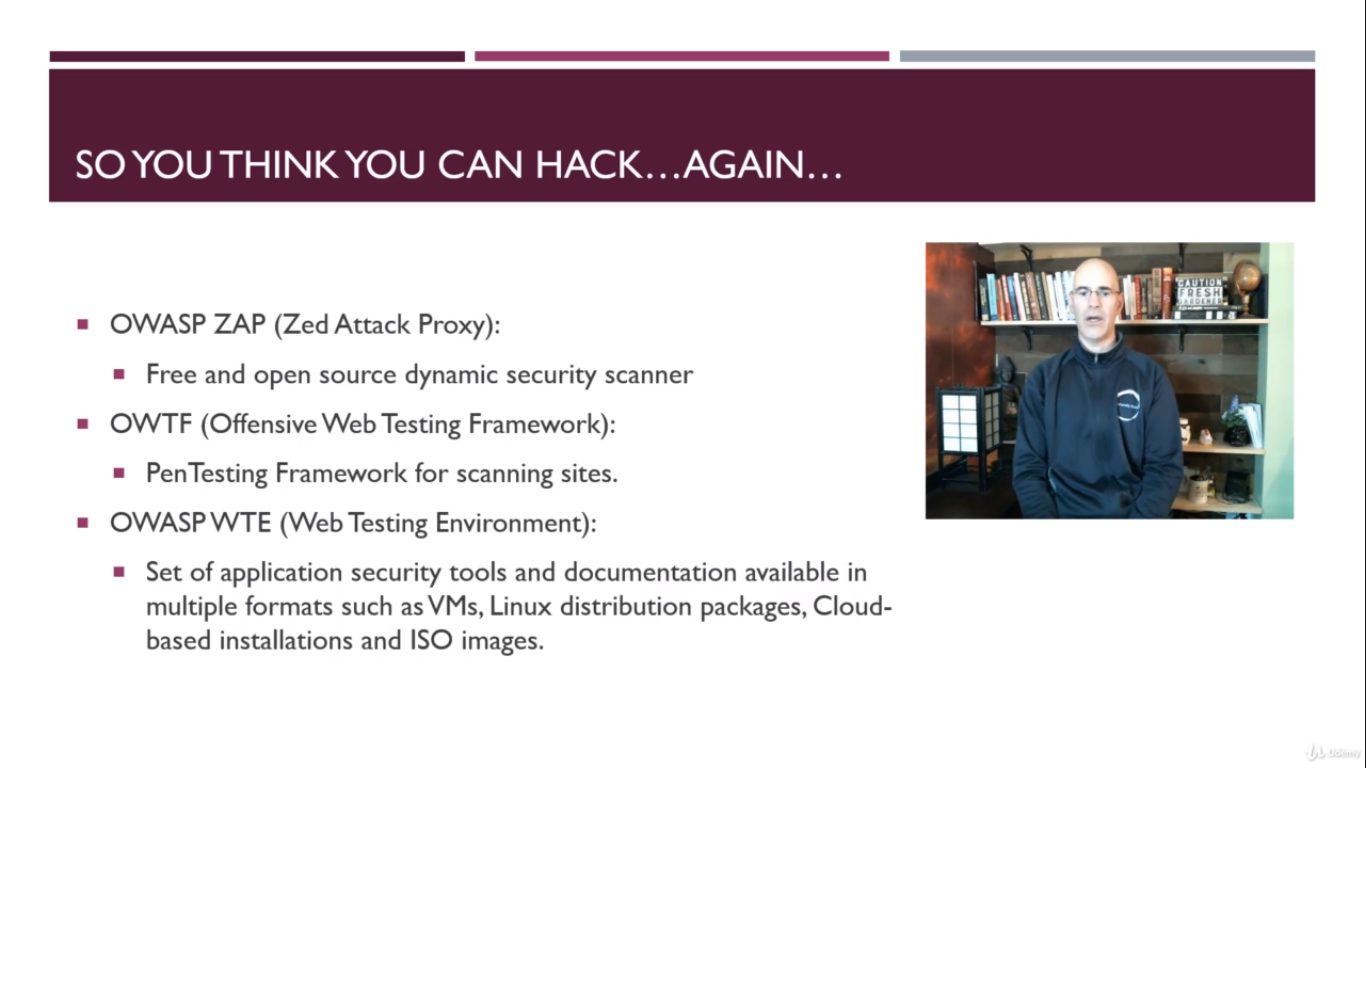 SO YOU THINK YOU CAN HACK…AGAIN…
OWASP ZAP (Zed Attack Proxy):
Free and open source dynamic security scanner
OWTF (Offensive Web Testing Framework):
PenTesting Framework for scanning sites.
OWASP WTE (Web Testing Environment):
Set of application security tools and documentation available in
multiple formats such as VMs, Linux distribution packages, Cloud-
based installations and ISO images.
CAUTION
FRESH
GARDENER
Udemy